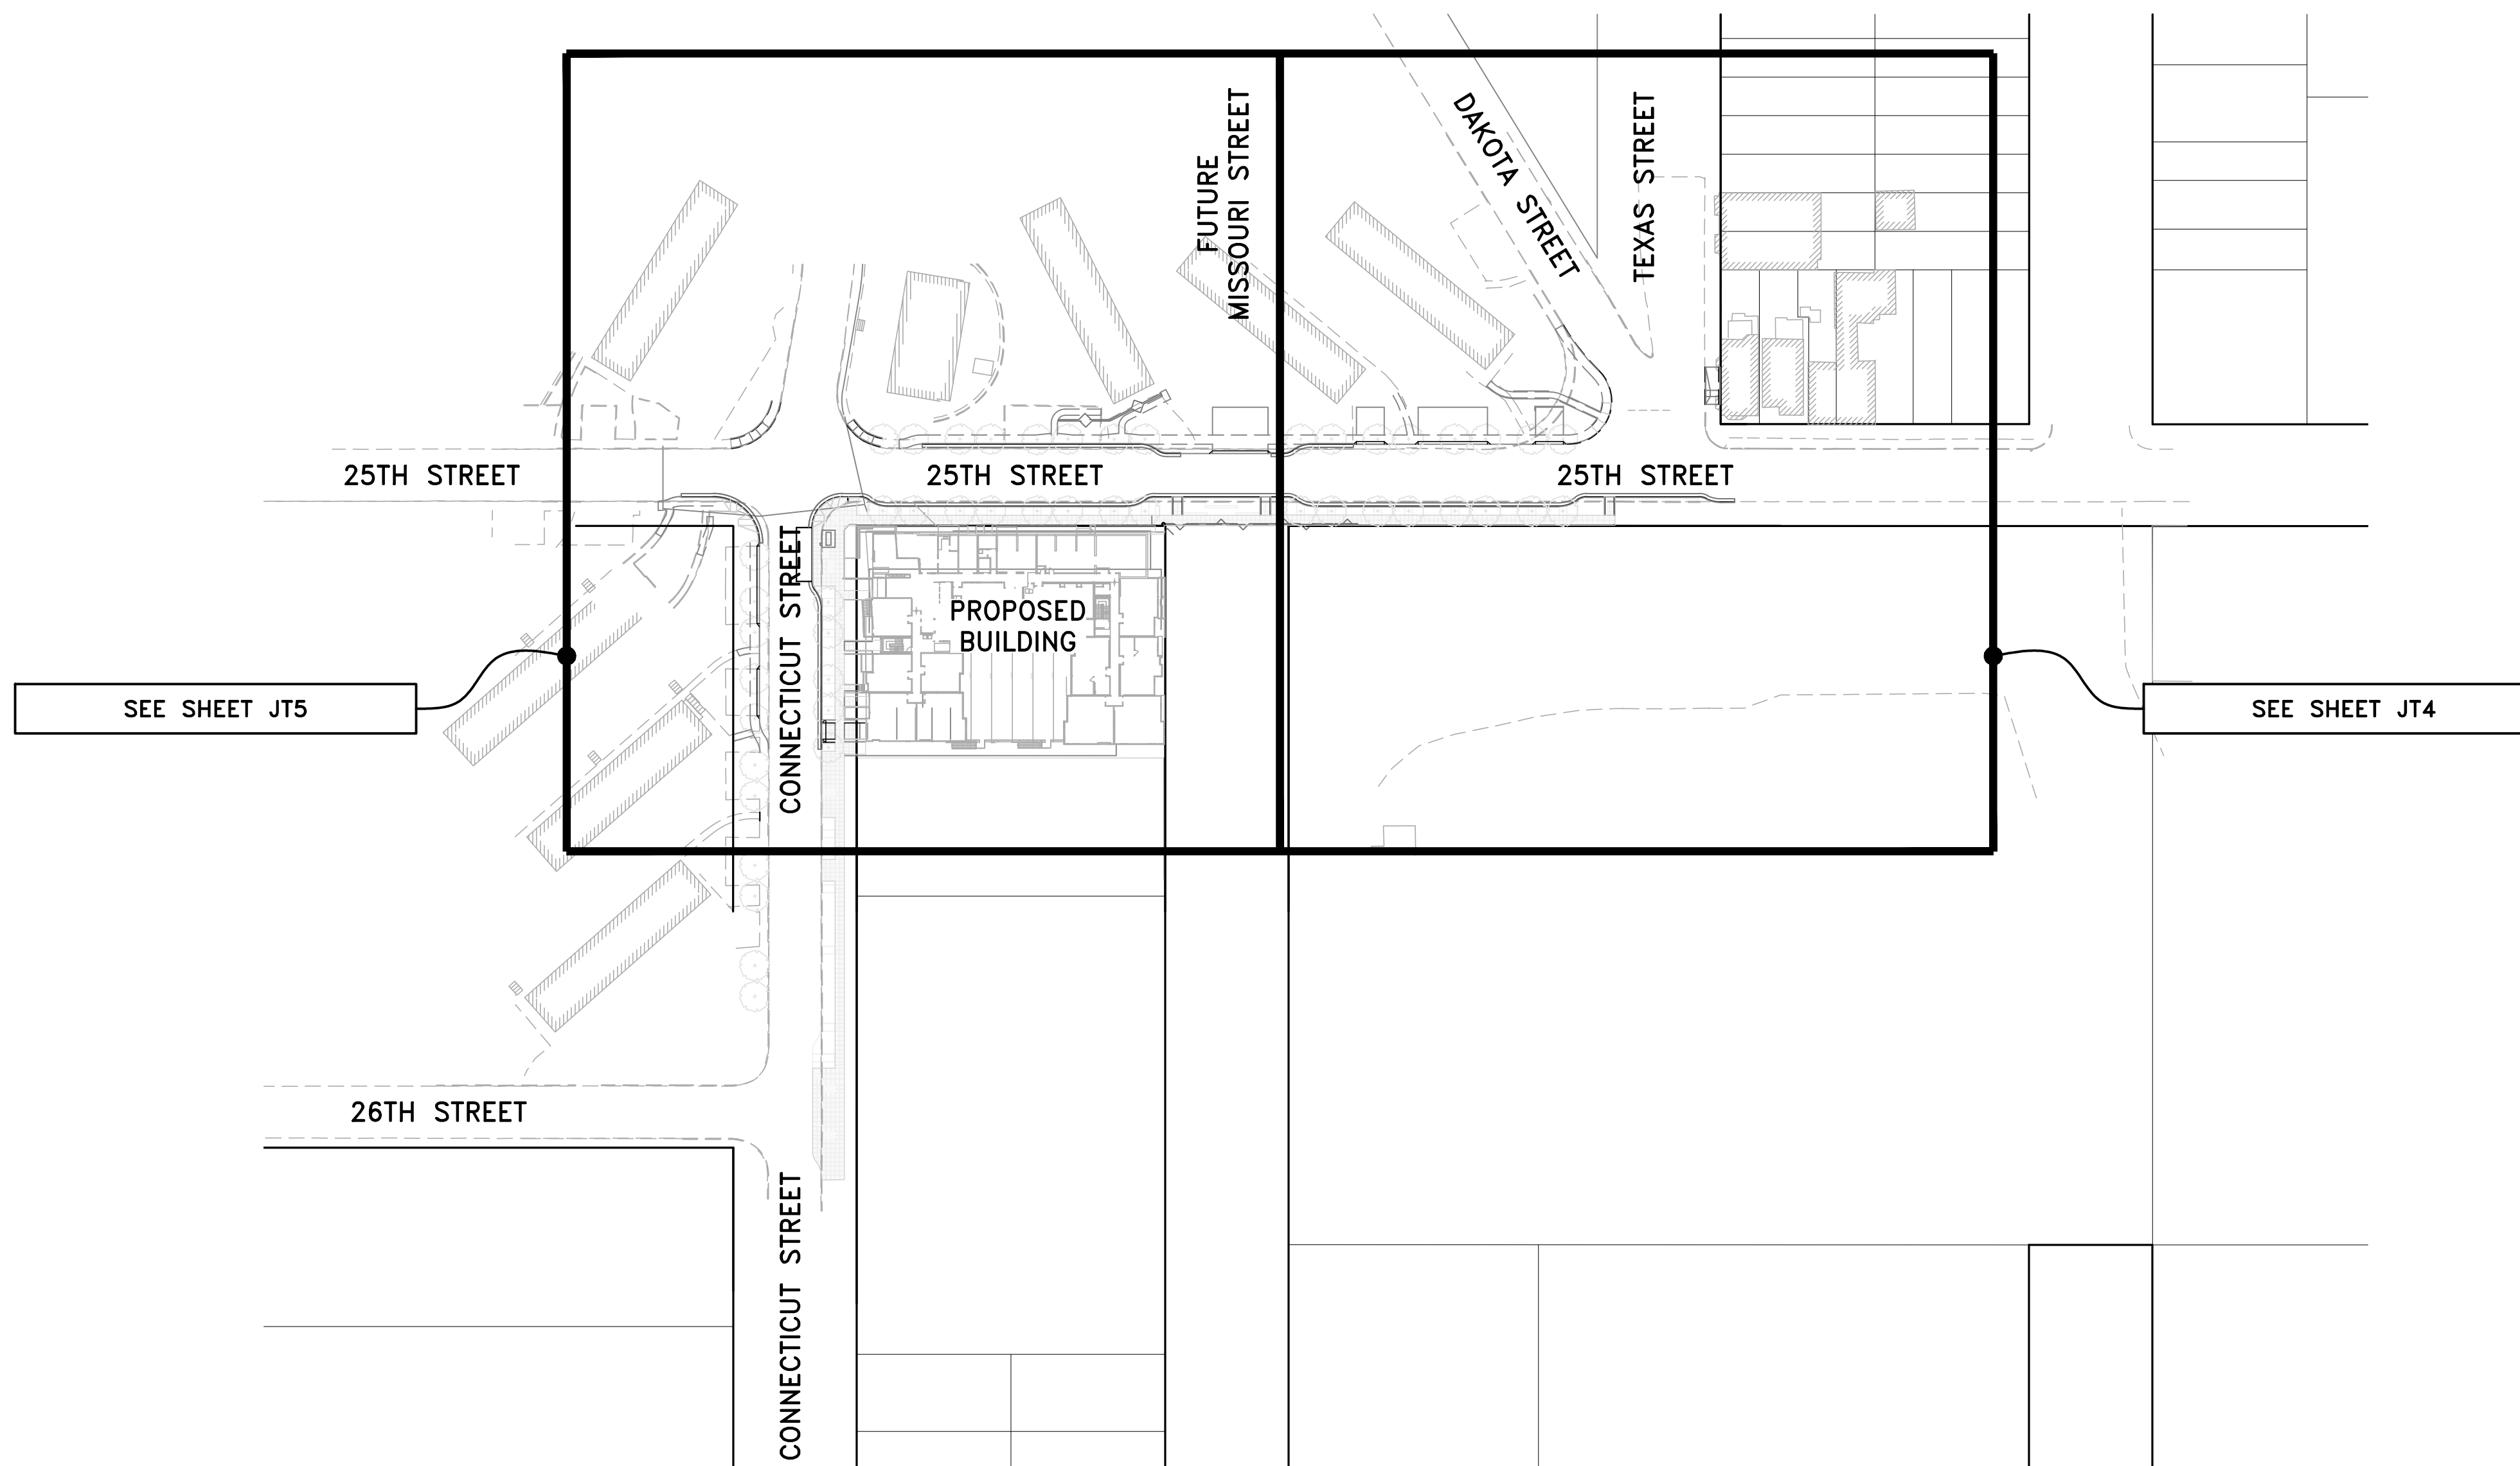 FUTURE
MISSOURI STREET
DAKOTA STREET
TEXAS STREET
25TH STREET
25TH STREET
25TH STREET
CONNECTICUT STREET
PROPOSED
BUILDING
SEE SHEET JT5
SEE SHEET JT4
26TH STREET
CONNECTICUT STREET